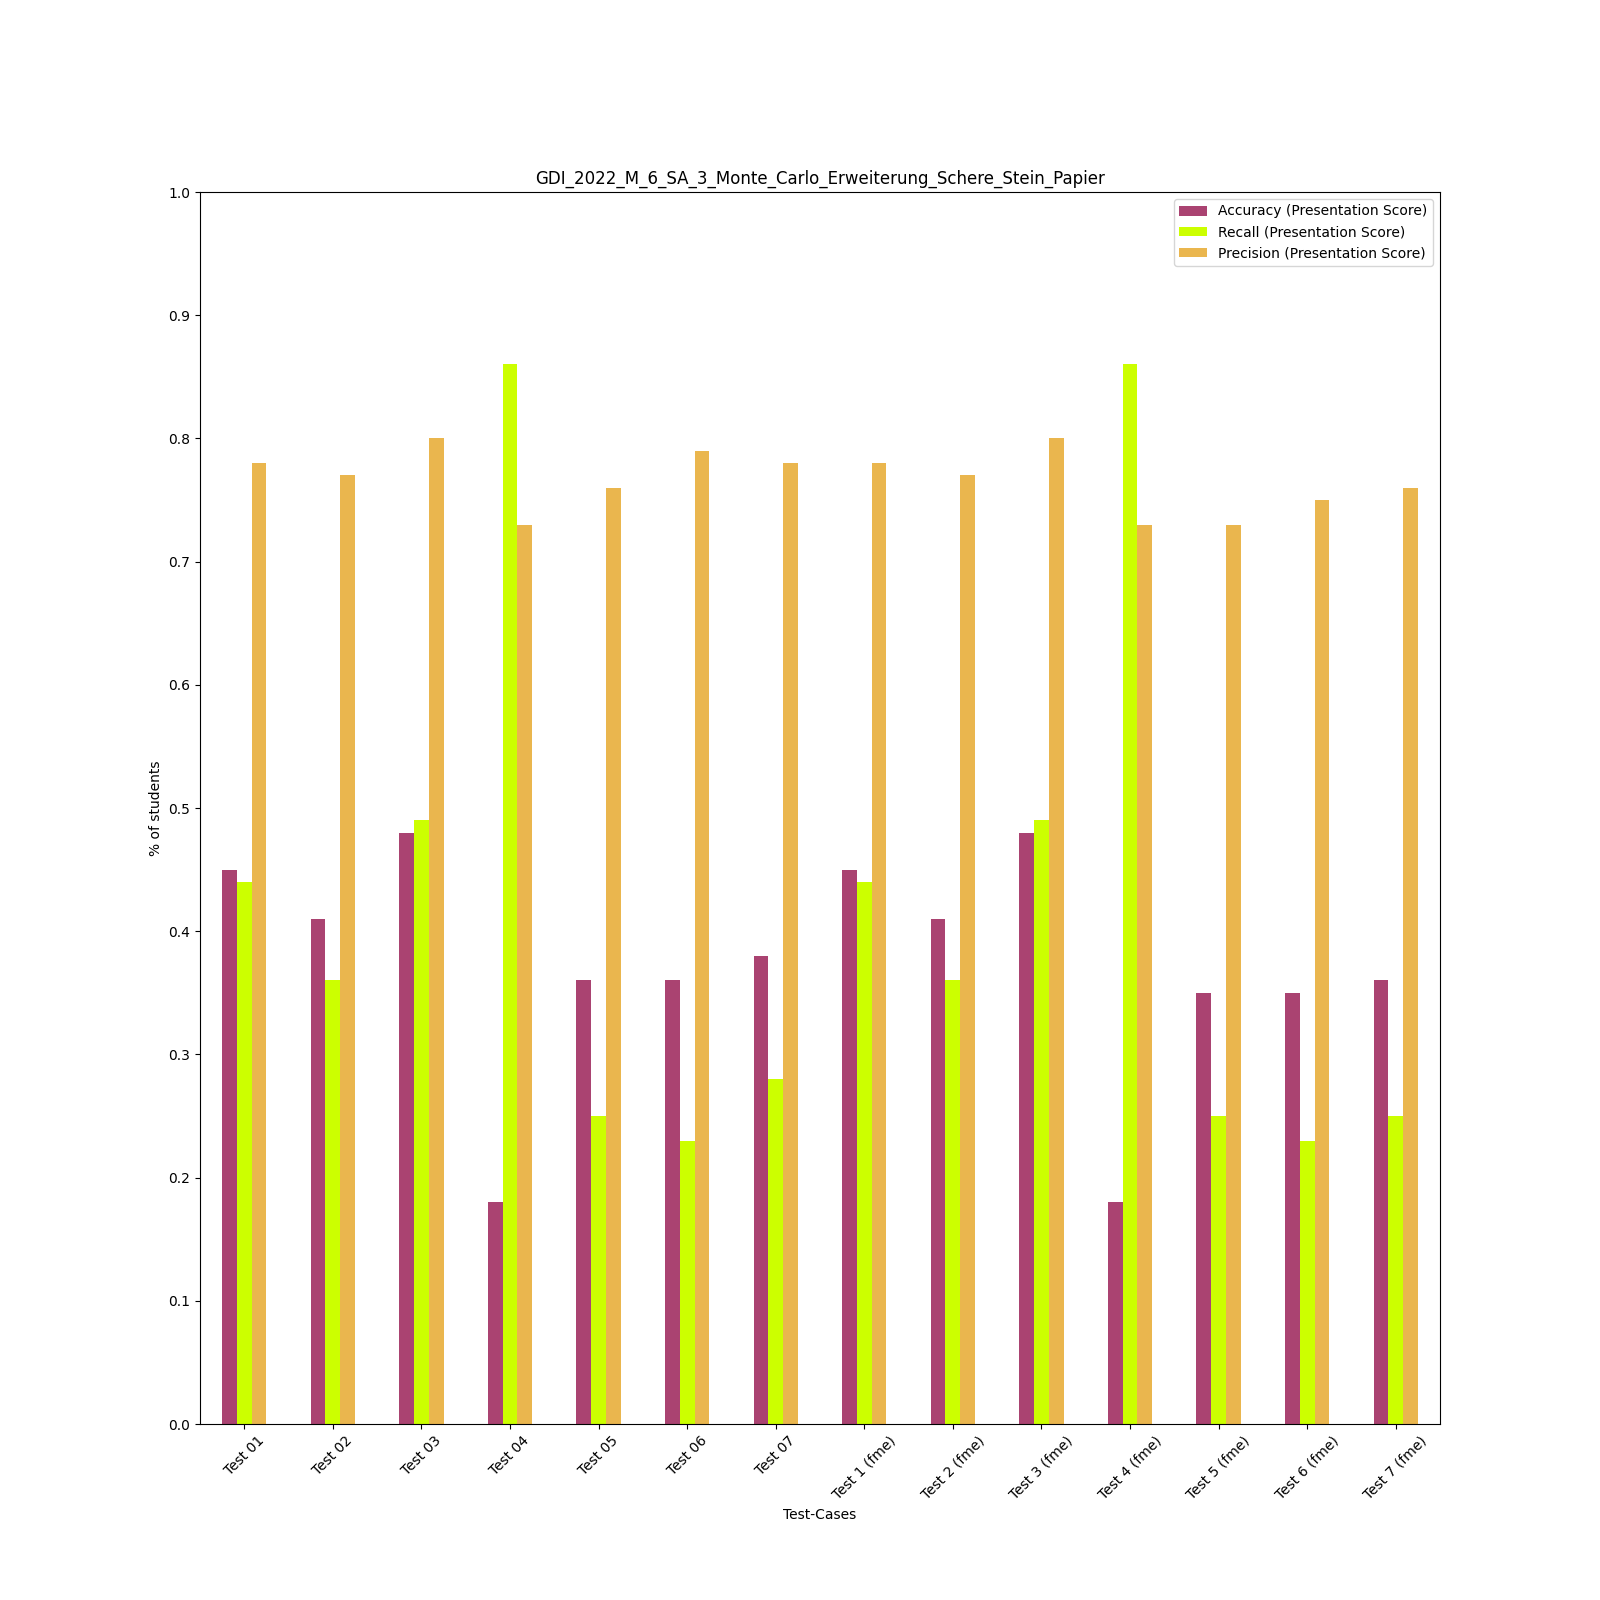 GDI_2022_M_6_SA_3_Monte_Carlo_Erweiterung_Schere_Stein_Papier
Accuracy (Presentation Score)
Recall (Presentation Score)
Precision (Presentation Score)
1.0
0.9
0.8
0.7
0.6
0.5
0.4
0.3
0.2
0.1
0.0
% of students
Test 01
Test 02
Test 03
Test 04
Test 05
Test 06
Test 07
Test 1 (fme)
Test 2 (fme)
Test 3 (fme)
Test 4 (fme)
Test 5 (fme)
Test 6 (fme)
Test 7 (fme)
Test-Cases